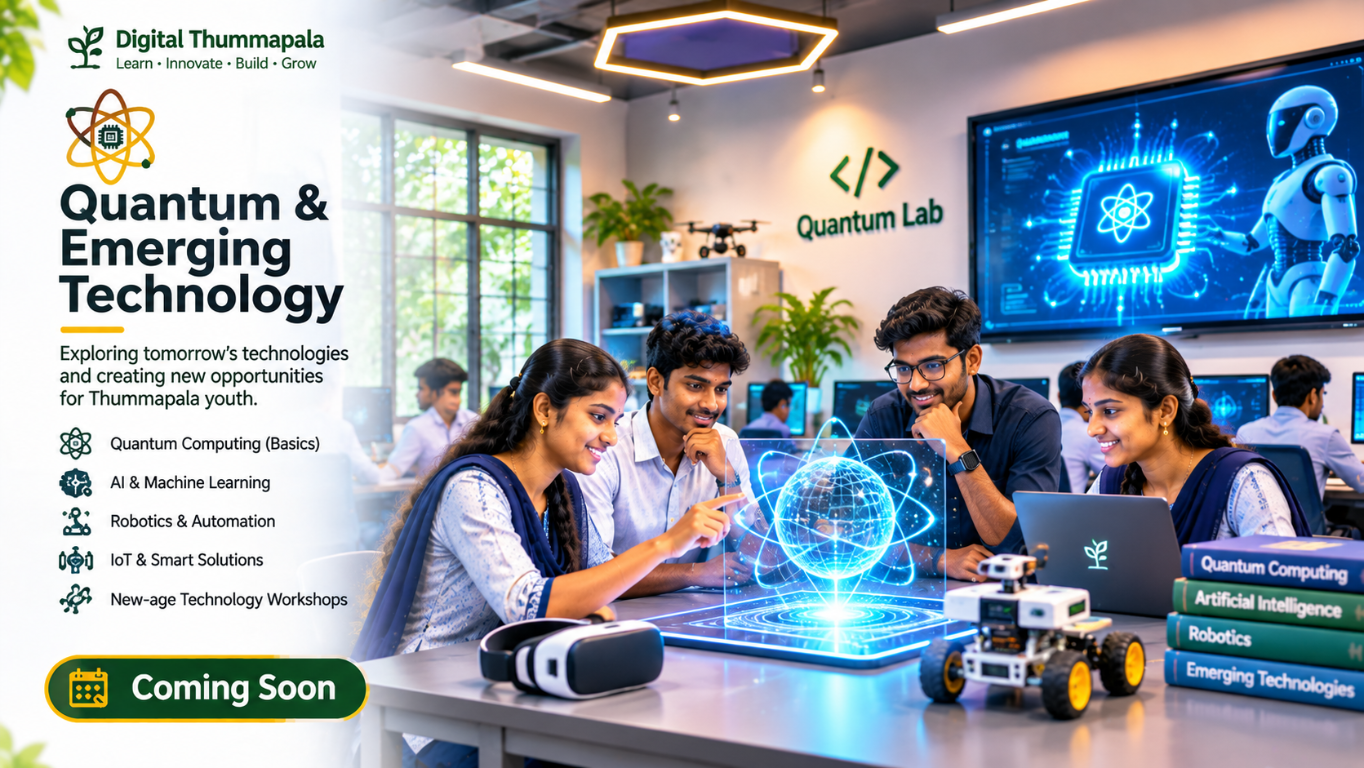 Digital Thummapala
Learn • Innovate • Build • Grow
Quantum &
Emerging
Technology
Exploring tomorrow's technologies
and creating new opportunities
for Thummapala youth.
Quantum Computing (Basics)
AI & Machine Learning
Robotics & Automation
IoT & Smart Solutions
New-age Technology Workshops
Coming Soon
</>
Quantum Lab
Quantum Computing
Artificial Intelligence
Robotics
Emerging Technologies